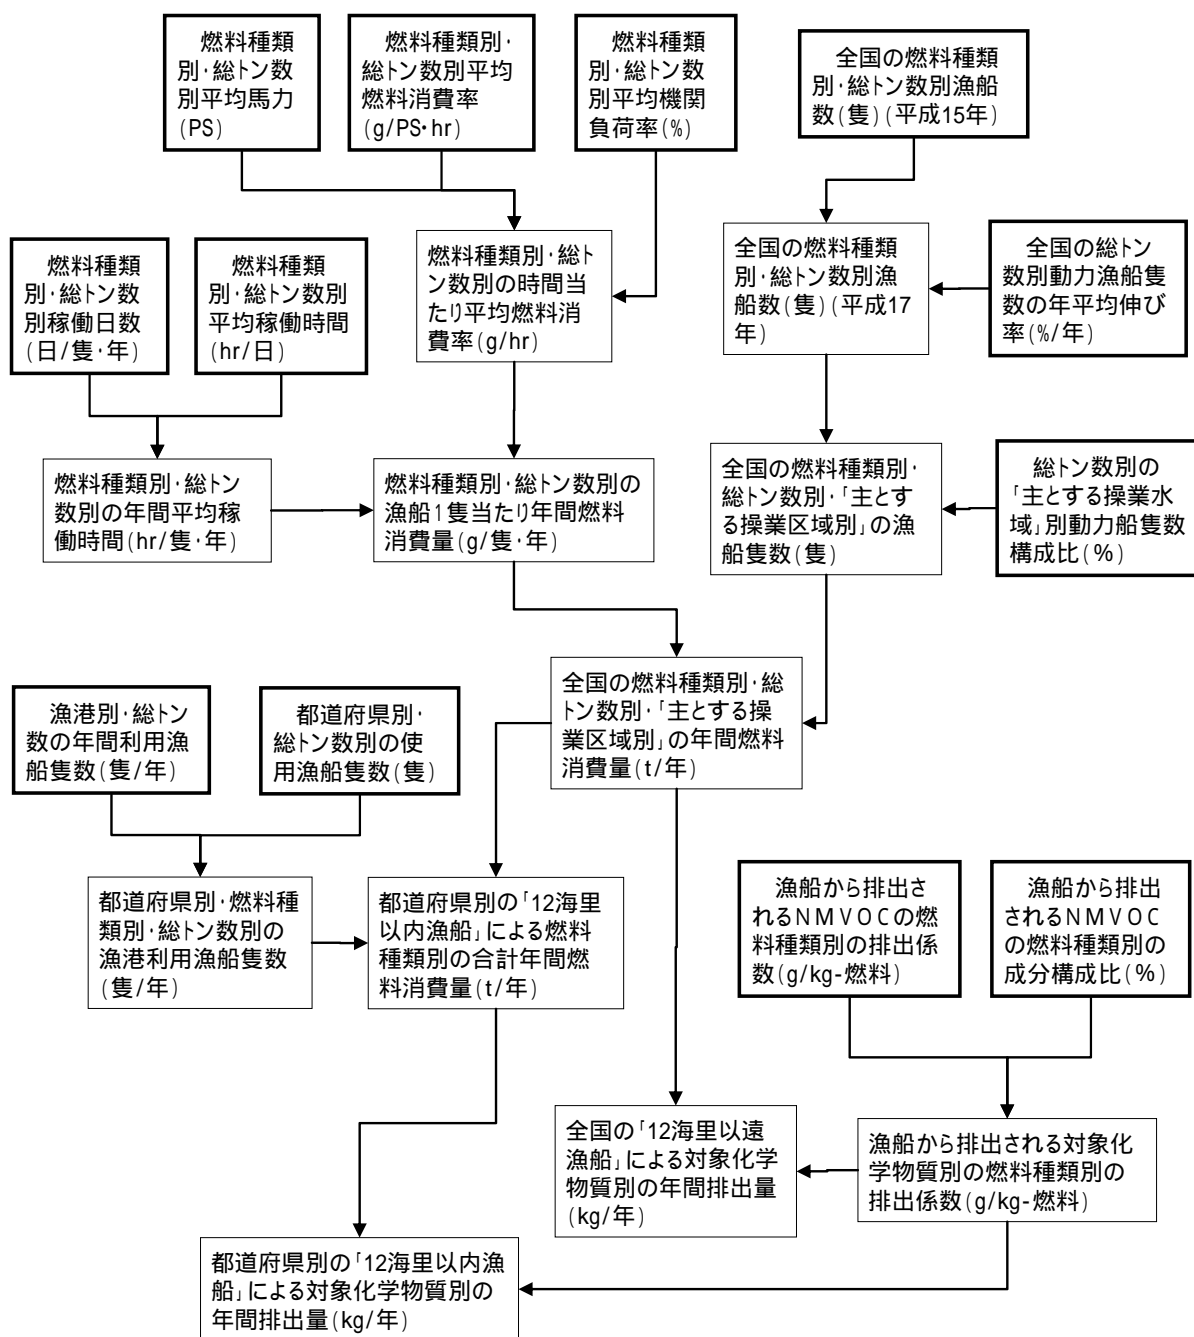 燃料種類
別・総トン数
別平均馬力
(PS)
燃料種類別・
総トン数別平均
燃料消費率
(g/PS・hr)
燃料種類
別・総トン数
別平均機関
負荷率(%)
全国の燃料種類
別・総トン数別漁船
数(隻)(平成15年)
燃料種類
別・総トン数
別稼働日数
(日/隻・年)
燃料種類
別・総トン数別
平均稼働時間
(hr/日)
燃料種類別・総ト
ン数別の時間当
たり平均燃料消
費率(g/hr)
全国の燃料種類
別・総トン数別漁
船数(隻)(平成17
年)
全国の総トン
数別動力漁船隻
数の年平均伸び
率(%/年)
燃料種類別・総トン
数別の年間平均稼
働時間(hr/隻・年)
燃料種類別・総トン数別の
漁船1隻当たり年間燃料
消費量(g/隻・年)
全国の燃料種類別・
総トン数別・「主とす
る操業区域別」の漁
船隻数(隻)
総トン数別の
「主とする操業水
域」別動力船隻数
構成比(%)
漁港別・総トン
数の年間利用漁
船隻数(隻/年)
都道府県別・
総トン数別の使
用漁船隻数(隻)
全国の燃料種類別・総
トン数別・「主とする操
業区域別」の年間燃料
消費量(t/年)
都道府県別・燃料種
類別・総トン数別の
漁港利用漁船隻数
(隻/年)
都道府県別の「12海里
以内漁船」による燃料
種類別の合計年間燃
料消費量(t/年)
漁船から排出さ
れるNMVOCの燃
料種類別の排出係
数(g/kg-燃料)
漁船から排出
されるNMVOC
の燃料種類別の
成分構成比(%)
全国の「12海里以遠
漁船」による対象化学
物質別の年間排出量
(kg/年)
漁船から排出される対象化
学物質別の燃料種類別の
排出係数(g/kg-燃料)
都道府県別の「12海里以内漁
船」による対象化学物質別の
年間排出量(kg/年)